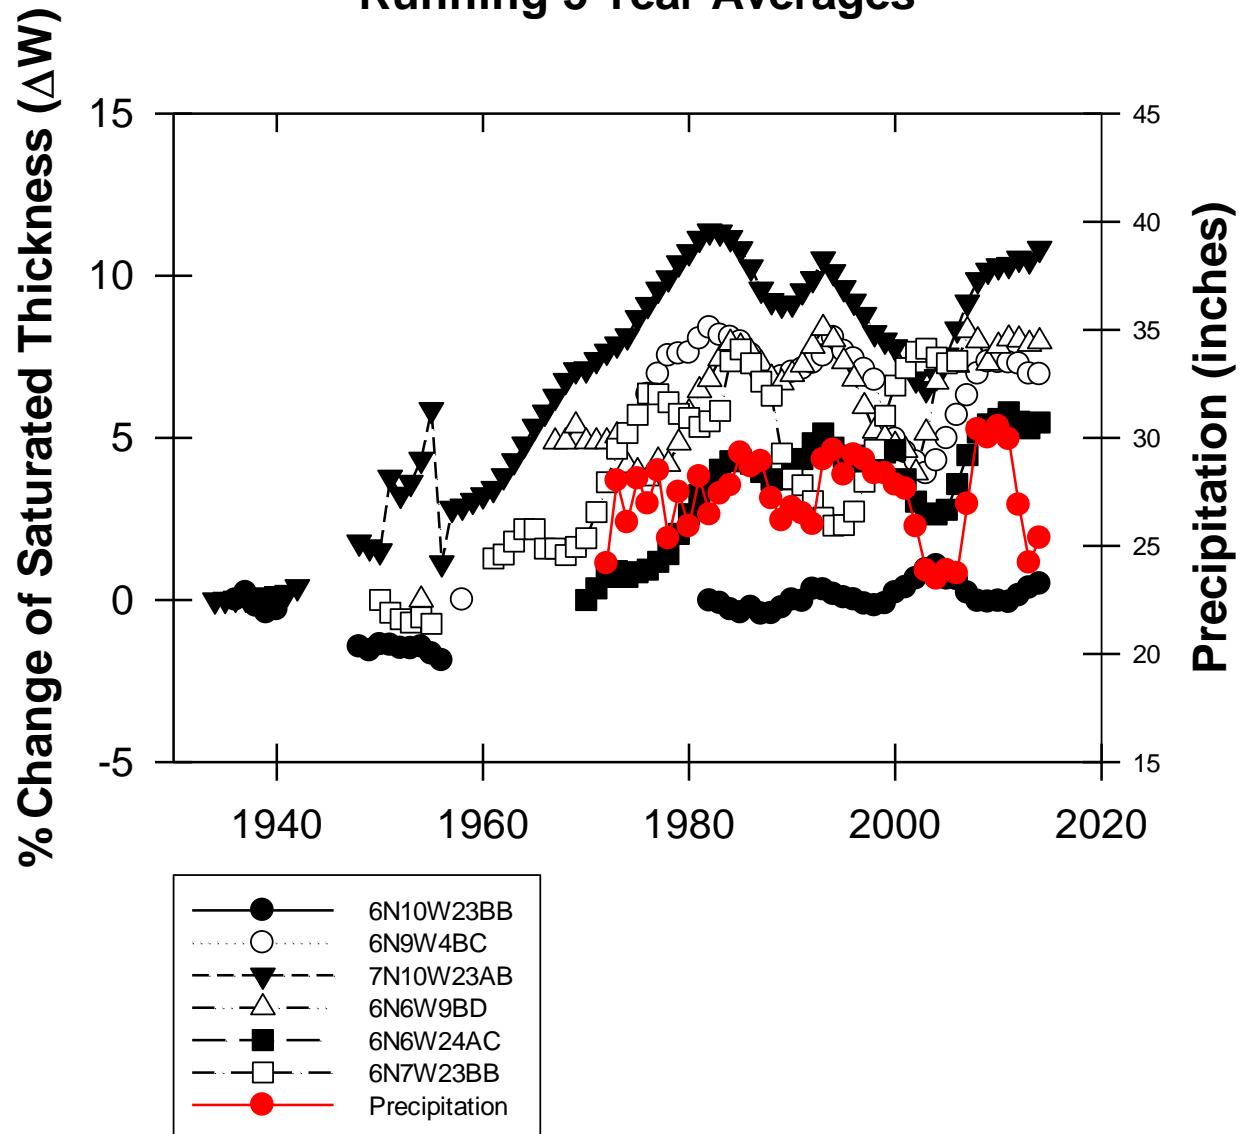 Running 5 Year Averages
% Change of Saturated Thickness (ΔW)
15
10
5
0
-5
45
40
35
30
25
20
15
Precipitation (inches)
1940 1960 1980 2000 2020
6N10W23BB
6N9W4BC
7N10W23AB
6N6W9BD
6N6W24AC
6N7W23BB
Precipitation